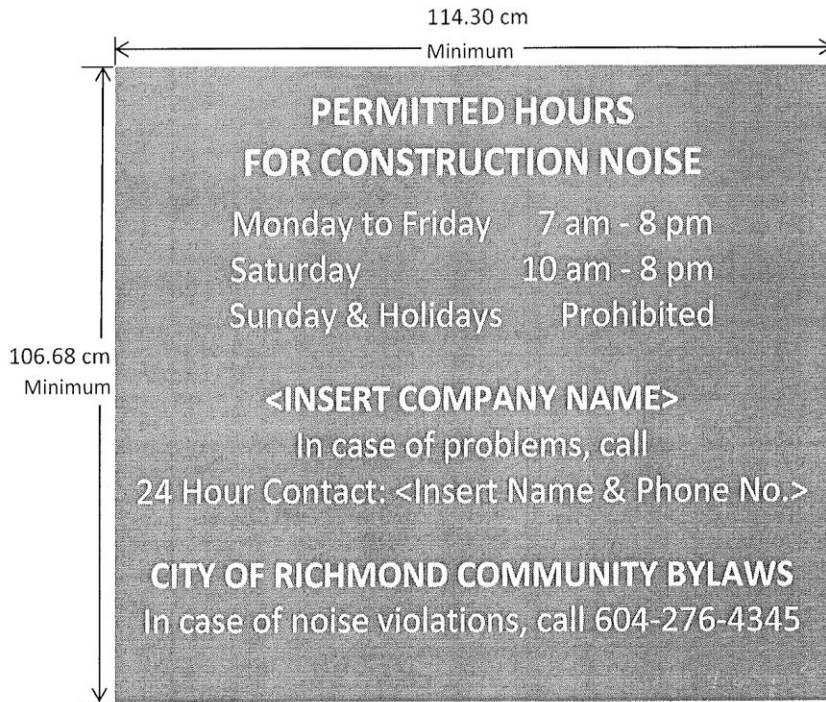 114.30 cm
Minimum
106.68 cm
Minimum
PERMITTED HOURS
FOR CONSTRUCTION NOISE
Monday to Friday 7 am - 8 pm
Saturday 10 am - 8 pm
Sunday & Holidays Prohibited
<INSERT COMPANY NAME>
In case of problems, call
24 Hour Contact: <Insert Name & Phone No.>
CITY OF RICHMOND COMMUNITY BYLAWS
In case of noise violations, call 604-276-4345